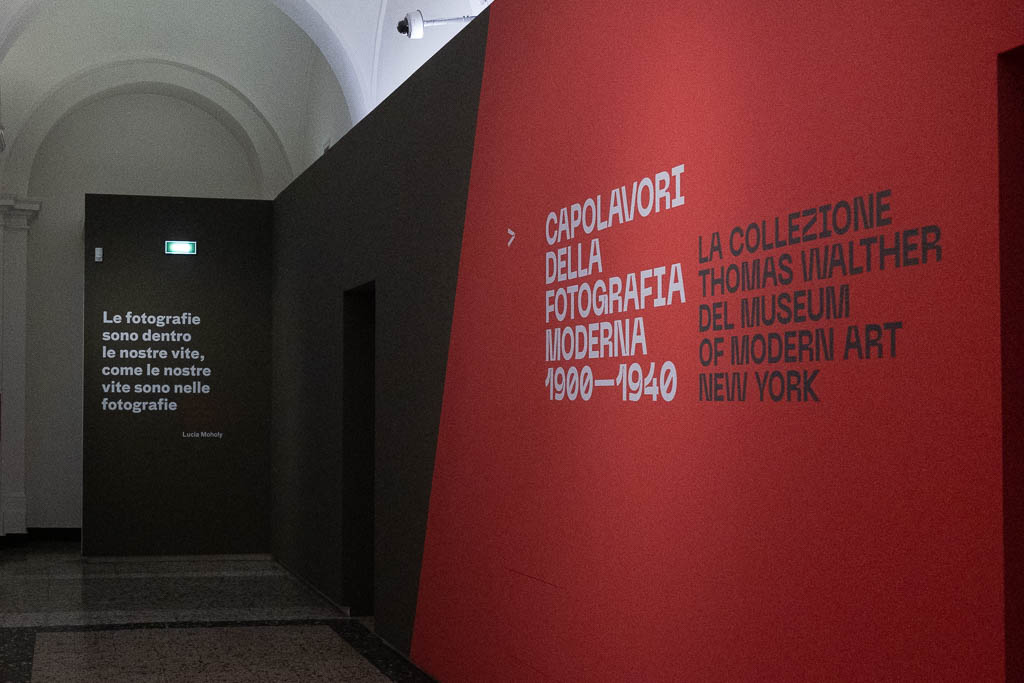 Le fotografie
sono dentro
le nostre vite,
come le nostre
vite sono nelle
fotografie
Lucia Moholy
> CAPOLAVORI
DELLA
FOTOGRAFIA
MODERNA
1900—1940
LA COLLEZIONE
THOMAS WALTHER
DEL MUSEUM
OF MODERN ART
NEW YORK